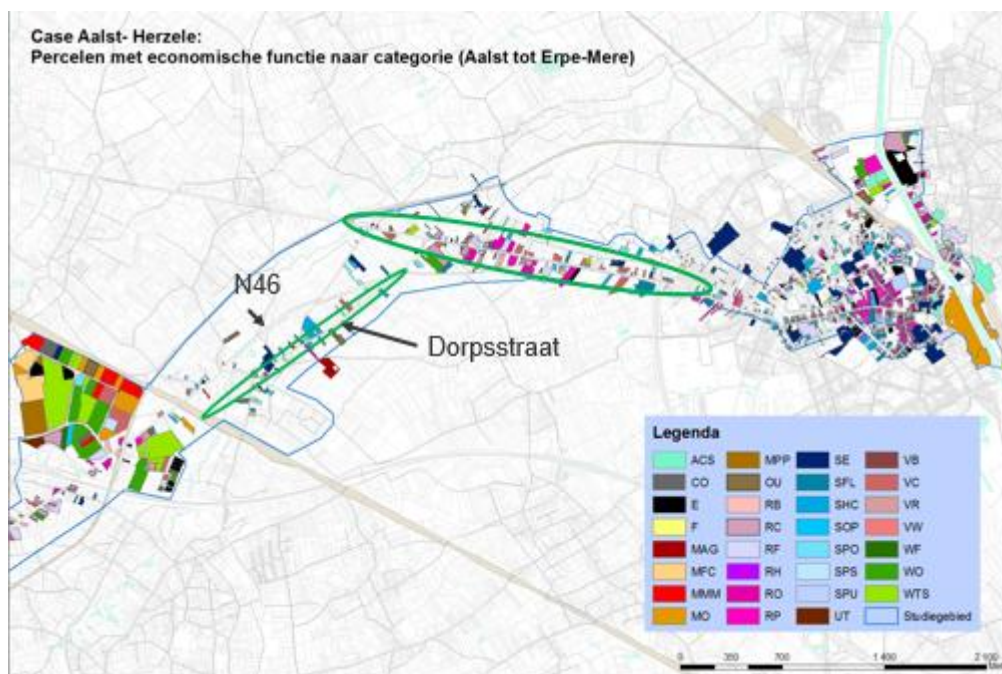 Case Aalst- Herzele:
Percelen met economische functie naar categorie (Aalst tot Erpe-Mere)
N46
Dorpsstraat
Legenda
ACS MPP SE VB
CO OU SFL VC
E RB SHC VR
F RC SOP VW
MAG RF SPO WF
MFC RH SPS WO
MMM RO SPU WTS
MO RP UT Studiegebied
0 350 700 1 400 2 100